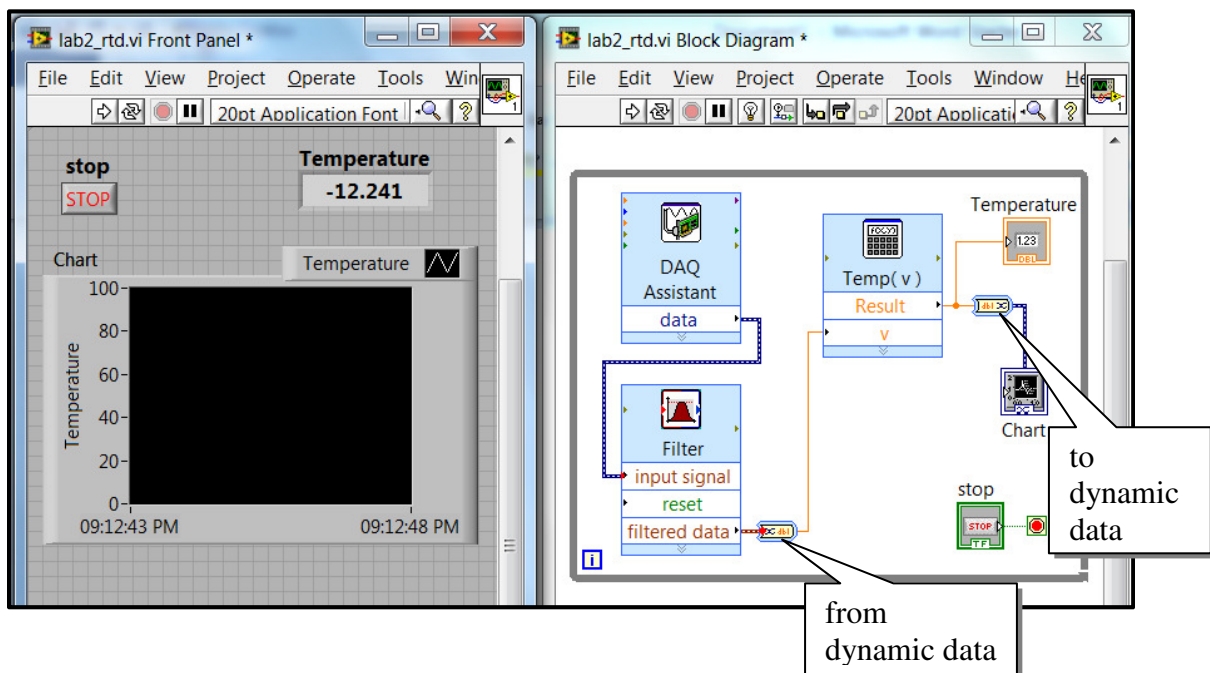 lab2_rtd.vi Front Panel *
File Edit View Project Operate Tools Win
20pt Application Font
1
stop
STOP
Temperature
-12.241
Chart
Temperature
100
80
60
40
20
0
Temperature
09:12:43 PM 09:12:48 PM
lab2_rtd.vi Block Diagram *
File Edit View Project Operate Tools Window He
20pt Applicati
1
DAQ
Assistant
data
Filter
input signal
reset
filtered data
Temp( v )
Result
v
Temperature
1.23
DBL
Chart
stop
STOP
TF
i
to
dynamic
data
from
dynamic data